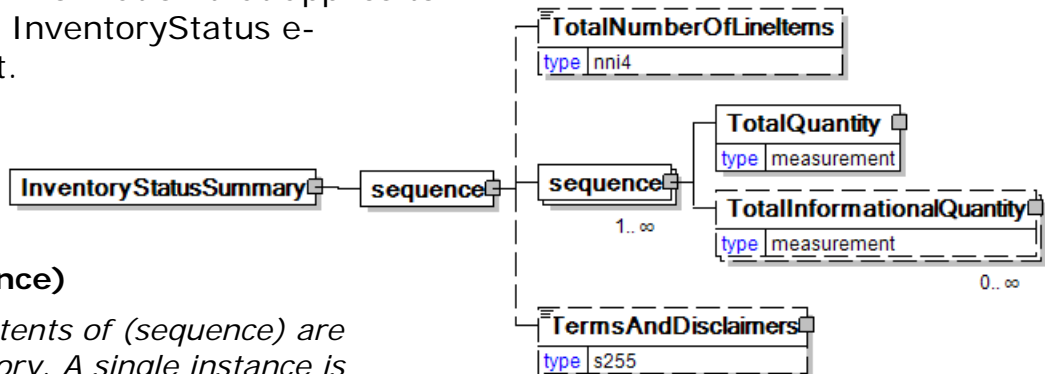 InventoryStatus e-
t.
TotalNumberOfLineItems
type nni4
TotalQuantity
type measurement
InventoryStatusSummary
sequence
sequence
1.. ∞
TotalInformationalQuantity
type measurement
0.. ∞
nce)
tents of (sequence) are
ory. A single instance is
TermsAndDisclaimers
type s255